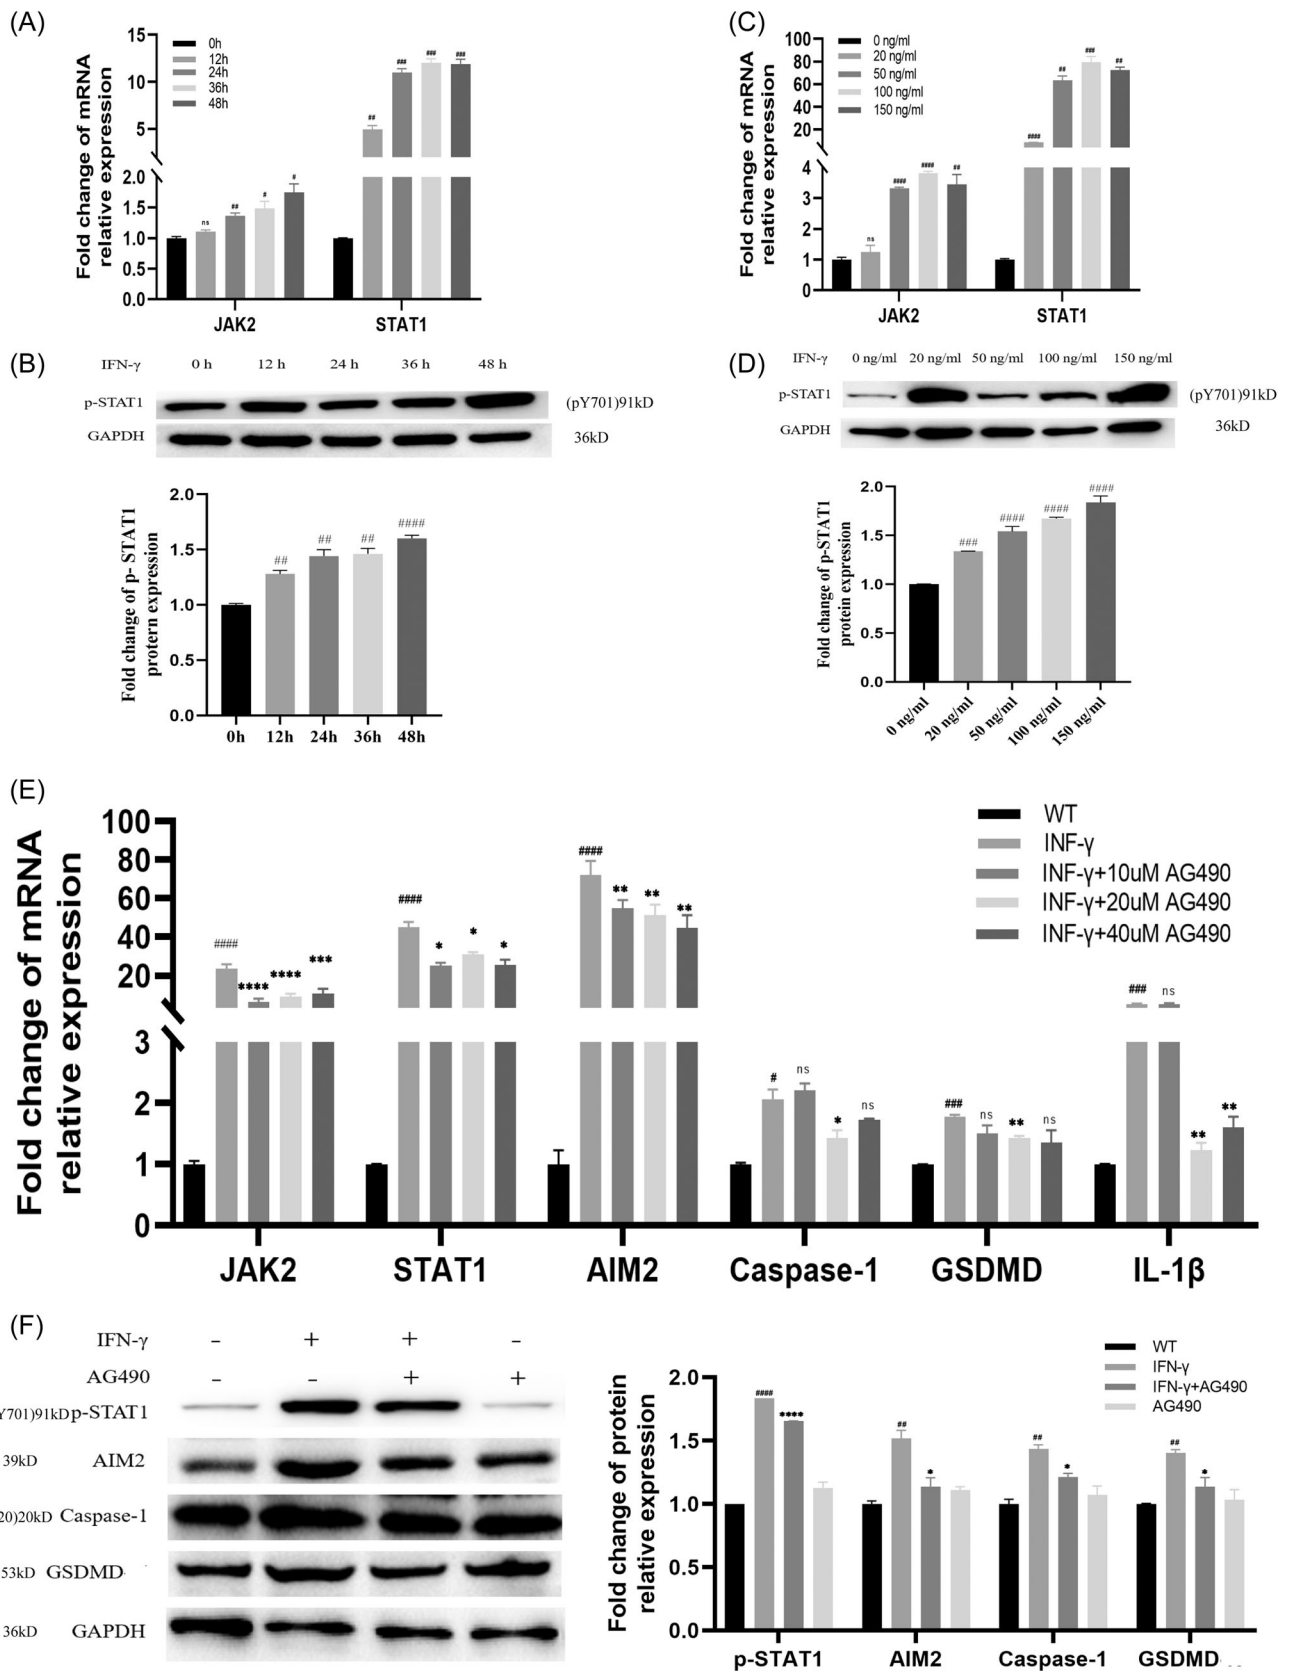 (A)
Fold change of mRNA
relative expression
15
10
5
2.0
1.5
1.0
0.5
0.0
0h
12h
24h
36h
48h
ns
##
#
#
##
###
###
###
JAK2
STAT1
(C)
Fold change of mRNA
relative expression
100
80
60
40
20
4
3
2
1
0
0 ng/ml
20 ng/ml
50 ng/ml
100 ng/ml
150 ng/ml
ns
####
####
##
####
##
###
##
JAK2
STAT1
(B)
IFN-γ 0 h 12 h 24 h 36 h 48 h
p-STAT1 (pY701)91kD
GAPDH 36kD
Fold change of p- STAT1
protern expression
2.0
1.5
1.0
0.5
0.0
##
##
##
####
0h 12h 24h 36h 48h
(D)
IFN-γ 0 ng/ml 20 ng/ml 50 ng/ml 100 ng/ml 150 ng/ml
p-STAT1 (pY701)91kD
GAPDH 36kD
Fold change of p-STAT1
protein expression
2.0
1.5
1.0
0.5
0.0
###
####
####
####
0 ng/ml 20 ng/ml 50 ng/ml 100 ng/ml 150 ng/ml
(E)
Fold change of mRNA
relative expression
100
80
60
40
20
3
2
1
0
WT
INF-γ
INF-γ+10uM AG490
INF-γ+20uM AG490
INF-γ+40uM AG490
#### **** **** ***
#### * * *
#### ** ** **
# ns * ns
### ns ** ns
### ns ** **
JAK2 STAT1 AIM2 Caspase-1 GSDMD IL-1β
(F)
IFN-γ – + + –
AG490 – – + +
Y701)91kD p-STAT1
39kD AIM2
20)20kD Caspase-1
53kD GSDMD
36kD GAPDH
Fold change of protein
relative expression
2.0
1.5
1.0
0.5
0.0
WT
IFN-γ
IFN-γ+AG490
AG490
#### ****
## *
## *
## *
p-STAT1 AIM2 Caspase-1 GSDMD